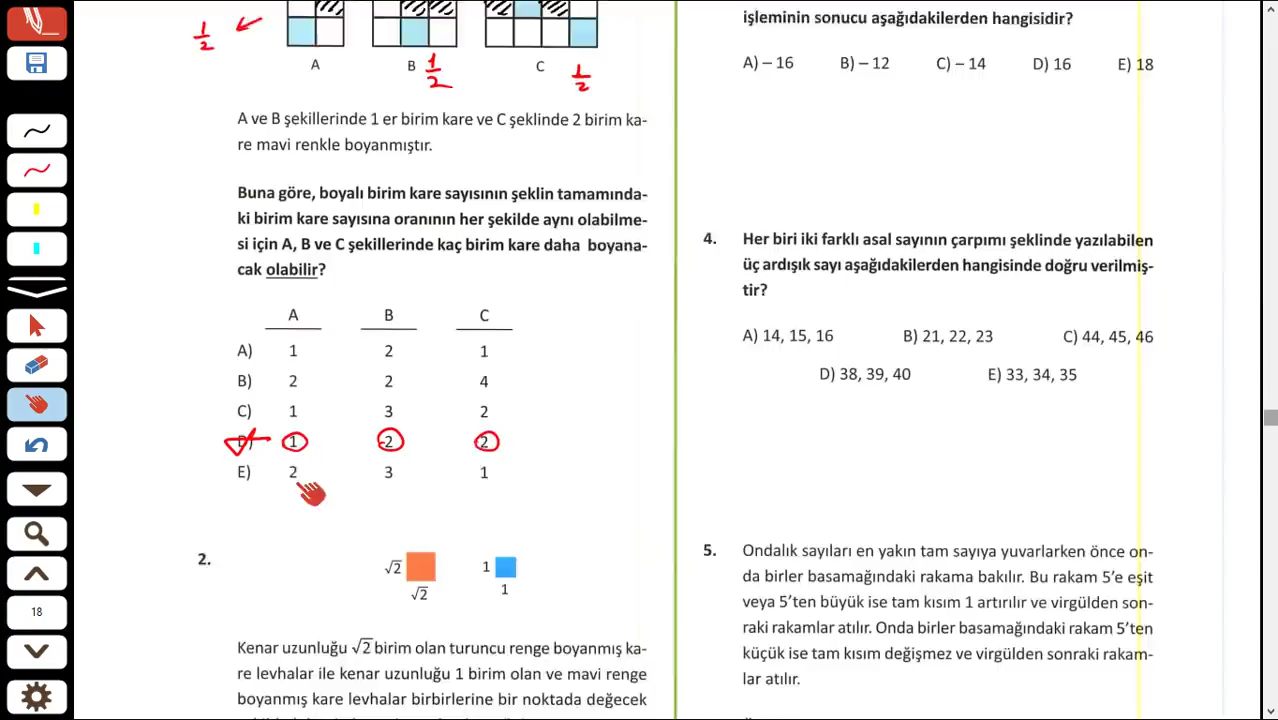 1/2
A
B
1/2
C
1/2
A ve B şekillerinde 1 er birim kare ve C şeklinde 2 birim ka-
re mavi renkle boyanmıştır.
Buna göre, boyalı birim kare sayısının şeklin tamamında-
ki birim kare sayısına oranının her şekilde aynı olabilme-
si için A, B ve C şekillerinde kaç birim kare daha boyana-
cak olabilir?
A B C
A) 1 2 1
B) 2 2 4
C) 1 3 2
D) 1 2 2
E) 2 3 1
2.
√2 1
√2 1
Kenar uzunluğu √2 birim olan turuncu renge boyanmış ka-
re levhalar ile kenar uzunluğu 1 birim olan ve mavi renge
boyanmış kare levhalar birbirlerine bir noktada değecek
işleminin sonucu aşağıdakilerden hangisidir?
A) – 16 B) – 12 C) – 14 D) 16 E) 18
4. Her biri iki farklı asal sayının çarpımı şeklinde yazılabilen
üç ardışık sayı aşağıdakilerden hangisinde doğru verilmiş-
tir?
A) 14, 15, 16 B) 21, 22, 23 C) 44, 45, 46
D) 38, 39, 40 E) 33, 34, 35
5. Ondalık sayıları en yakın tam sayıya yuvarlarken önce on-
da birler basamağındaki rakama bakılır. Bu rakam 5'e eşit
veya 5'ten büyük ise tam kısım 1 artırılır ve virgülden son-
raki rakamlar atılır. Onda birler basamağındaki rakam 5'ten
küçük ise tam kısım değişmez ve virgülden sonraki rakam-
lar atılır.
18